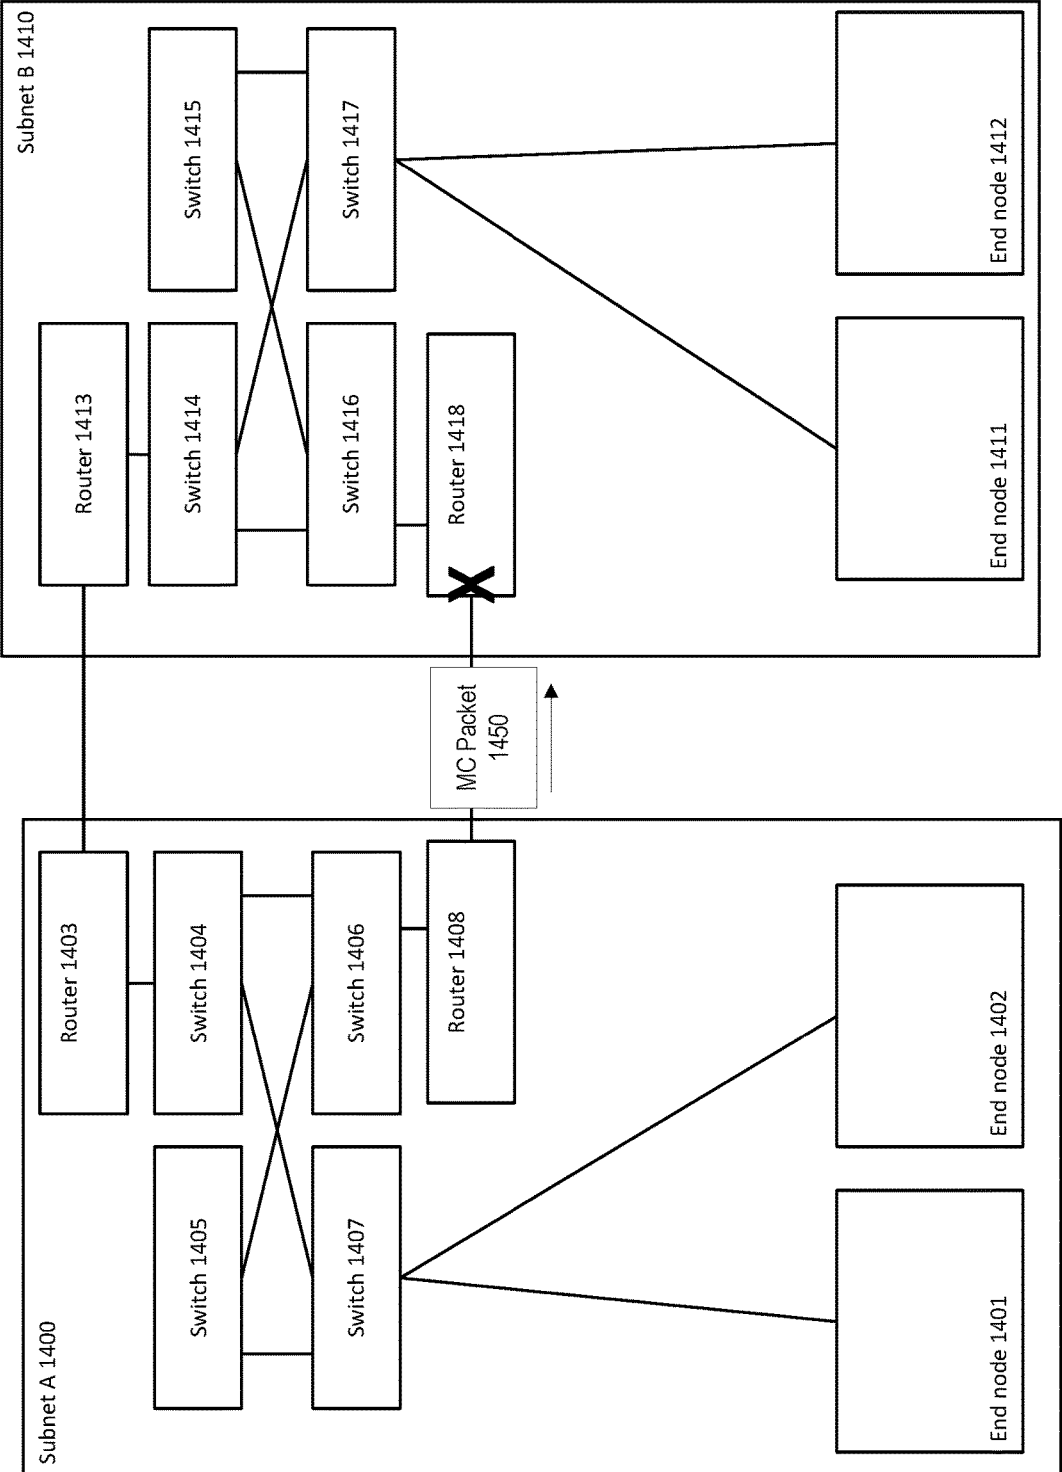 Subnet A 1400
Router 1403
Switch 1405
Switch 1404
Switch 1407
Switch 1406
Router 1408
End node 1401
End node 1402
MC Packet
1450
Subnet B 1410
Router 1413
Switch 1414
Switch 1415
Switch 1416
Switch 1417
Router 1418
End node 1411
End node 1412